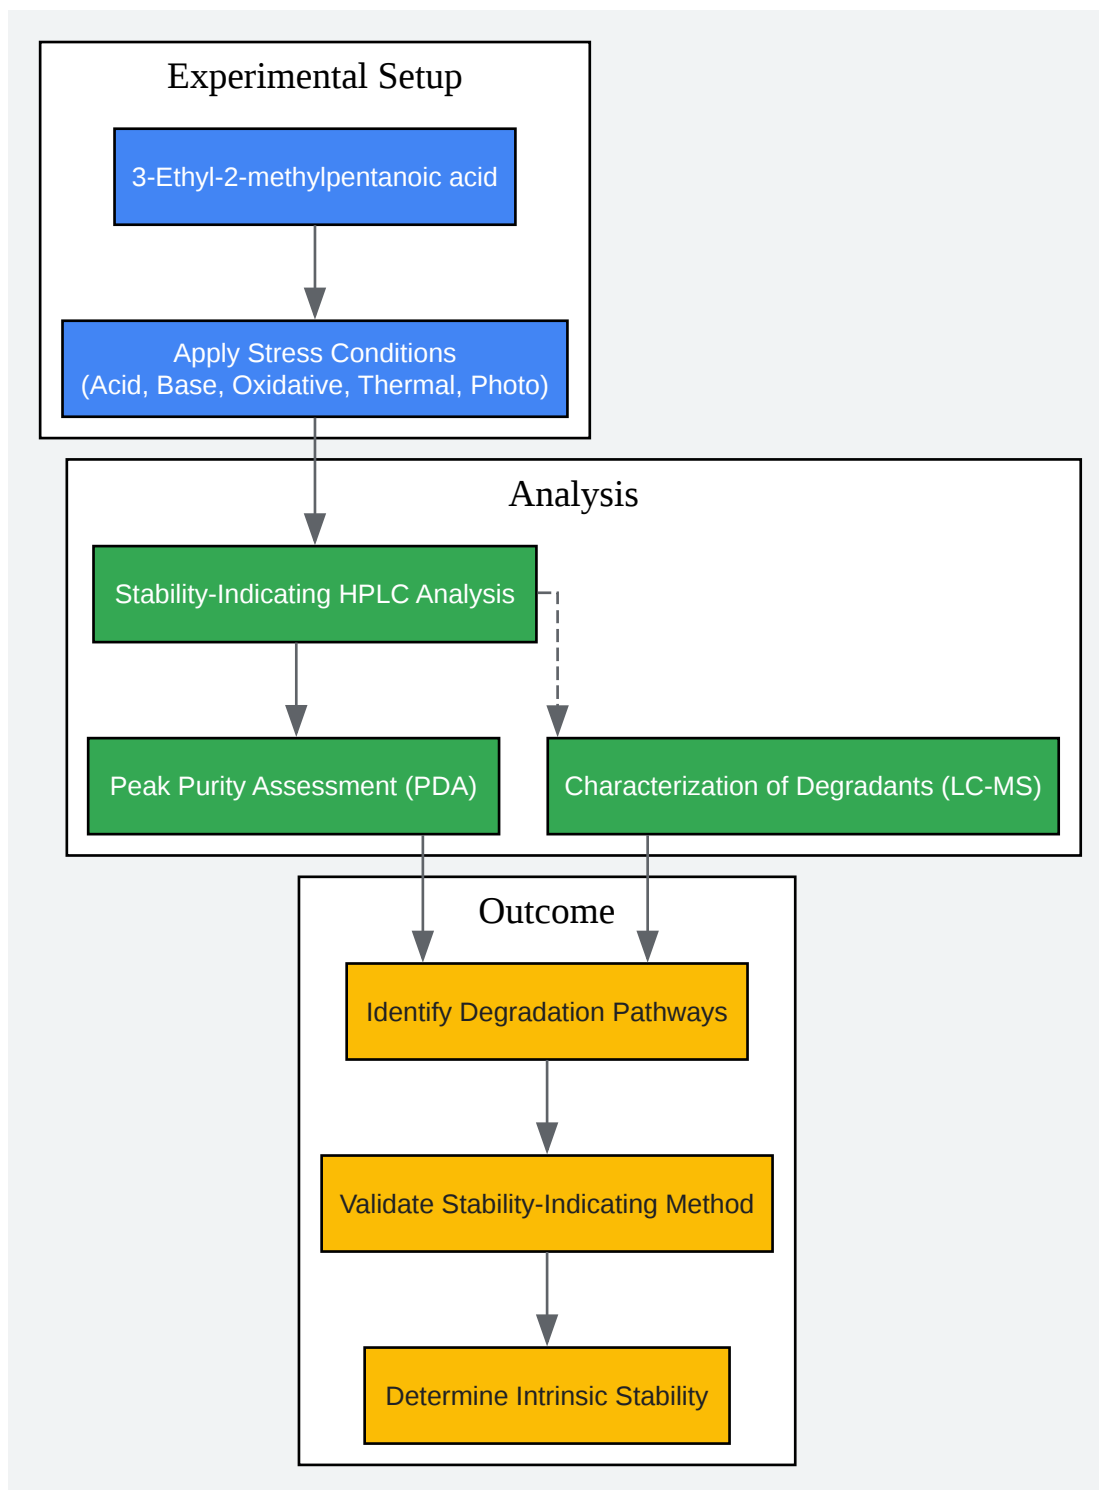 Experimental Setup
3-Ethyl-2-methylpentanoic acid
Apply Stress Conditions
(Acid, Base, Oxidative, Thermal, Photo)
Analysis
Stability-Indicating HPLC Analysis
Peak Purity Assessment (PDA)
Characterization of Degradants (LC-MS)
Outcome
Identify Degradation Pathways
Validate Stability-Indicating Method
Determine Intrinsic Stability